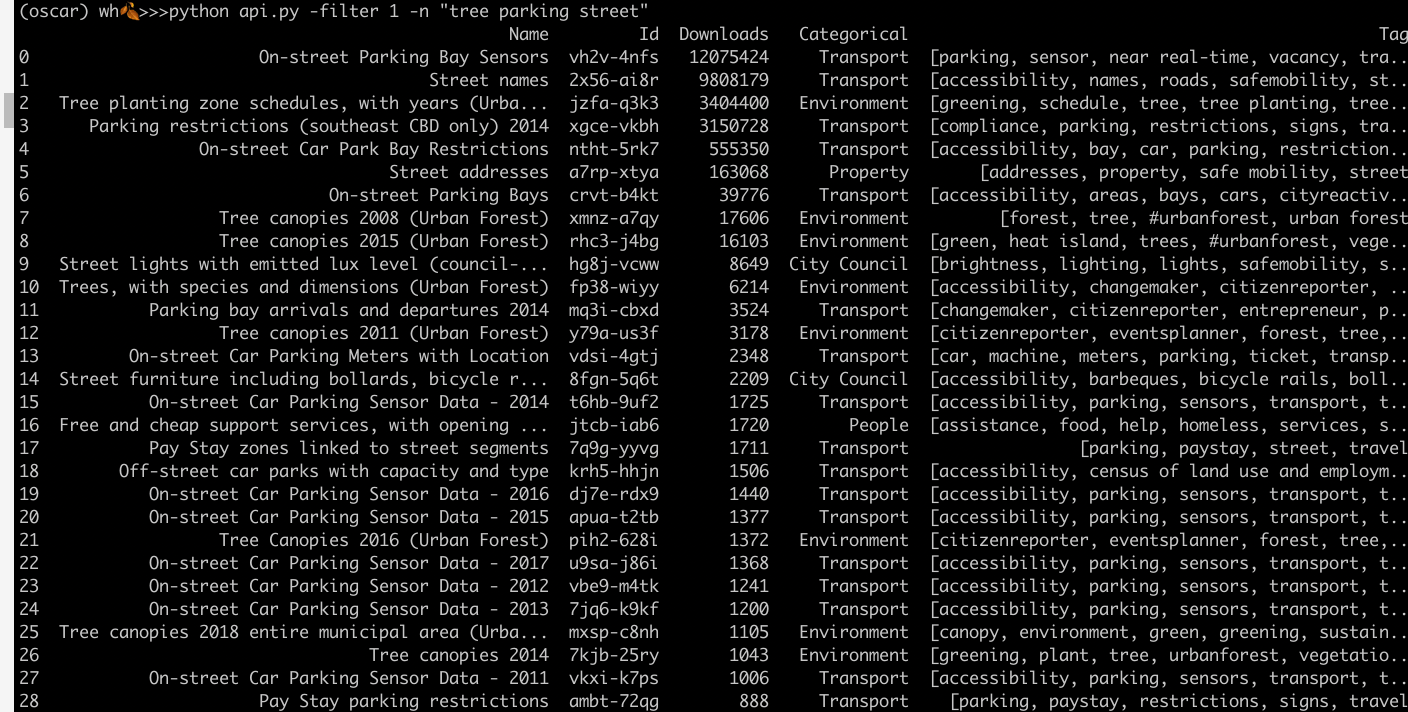 (oscar) wh🍂>>>python api.py -filter 1 -n "tree parking street"
Name Id Downloads Categorical Tag
0 On-street Parking Bay Sensors vh2v-4nfs 12075424 Transport [parking, sensor, near real-time, vacancy, tra..
1 Street names 2x56-ai8r 9808179 Transport [accessibility, names, roads, safemobility, st..
2 Tree planting zone schedules, with years (Urba... jzfa-q3k3 3404400 Environment [greening, schedule, tree, tree planting, tree..
3 Parking restrictions (southeast CBD only) 2014 xgce-vkbh 3150728 Transport [compliance, parking, restrictions, signs, tra..
4 On-street Car Park Bay Restrictions ntht-5rk7 555350 Transport [accessibility, bay, car, parking, restriction..
5 Street addresses a7rp-xtya 163068 Property [addresses, property, safe mobility, street
6 On-street Parking Bays crvt-b4kt 39776 Transport [accessibility, areas, bays, cars, cityreactiv..
7 Tree canopies 2008 (Urban Forest) xmnz-a7qy 17606 Environment [forest, tree, #urbanforest, urban forest
8 Tree canopies 2015 (Urban Forest) rhc3-j4bg 16103 Environment [green, heat island, trees, #urbanforest, vege..
9 Street lights with emitted lux level (council-... hg8j-vcww 8649 City Council [brightness, lighting, lights, safemobility, s..
10 Trees, with species and dimensions (Urban Forest) fp38-wiyy 6214 Environment [accessibility, changemaker, citizenreporter, ..
11 Parking bay arrivals and departures 2014 mq3i-cbxd 3524 Transport [changemaker, citizenreporter, entrepreneur, p..
12 Tree canopies 2011 (Urban Forest) y79a-us3f 3178 Environment [citizenreporter, eventsplanner, forest, tree,..
13 On-street Car Parking Meters with Location vdsi-4gtj 2348 Transport [car, machine, meters, parking, ticket, transp..
14 Street furniture including bollards, bicycle r... 8fgn-5q6t 2209 City Council [accessibility, barbeques, bicycle rails, boll..
15 On-street Car Parking Sensor Data - 2014 t6hb-9uf2 1725 Transport [accessibility, parking, sensors, transport, t..
16 Free and cheap support services, with opening ... jtcb-iab6 1720 People [assistance, food, help, homeless, services, s..
17 Pay Stay zones linked to street segments 7q9g-yyvg 1711 Transport [parking, paystay, street, travel
18 Off-street car parks with capacity and type krh5-hhjn 1506 Transport [accessibility, census of land use and employm..
19 On-street Car Parking Sensor Data - 2016 dj7e-rdx9 1440 Transport [accessibility, parking, sensors, transport, t..
20 On-street Car Parking Sensor Data - 2015 apua-t2tb 1377 Transport [accessibility, parking, sensors, transport, t..
21 Tree Canopies 2016 (Urban Forest) pih2-628i 1372 Environment [citizenreporter, eventsplanner, forest, tree,..
22 On-street Car Parking Sensor Data - 2017 u9sa-j86i 1368 Transport [accessibility, parking, sensors, transport, t..
23 On-street Car Parking Sensor Data - 2012 vbe9-m4tk 1241 Transport [accessibility, parking, sensors, transport, t..
24 On-street Car Parking Sensor Data - 2013 7jq6-k9kf 1200 Transport [accessibility, parking, sensors, transport, t..
25 Tree canopies 2018 entire municipal area (Urba... mxsp-c8nh 1105 Environment [canopy, environment, green, greening, sustain..
26 Tree canopies 2014 7kjb-25ry 1043 Environment [greening, plant, tree, urbanforest, vegetatio..
27 On-street Car Parking Sensor Data - 2011 vkxi-k7ps 1006 Transport [accessibility, parking, sensors, transport, t..
28 Pay Stay parking restrictions ambt-72qg 888 Transport [parking, paystay, restrictions, signs, travel